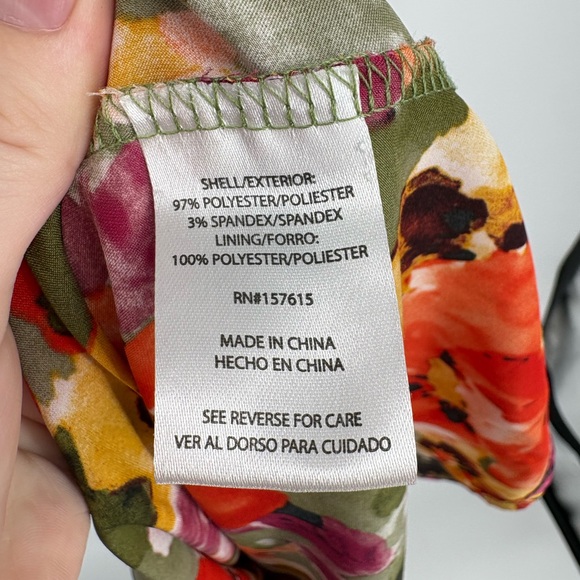 SHELL/EXTERIOR:
97% POLYESTER/POLIESTER
3% SPANDEX/SPANDEX
LINING/FORRO:
100% POLYESTER/POLIESTER
RN#157615
MADE IN CHINA
HECHO EN CHINA
SEE REVERSE FOR CARE
VER AL DORSO PARA CUIDADO